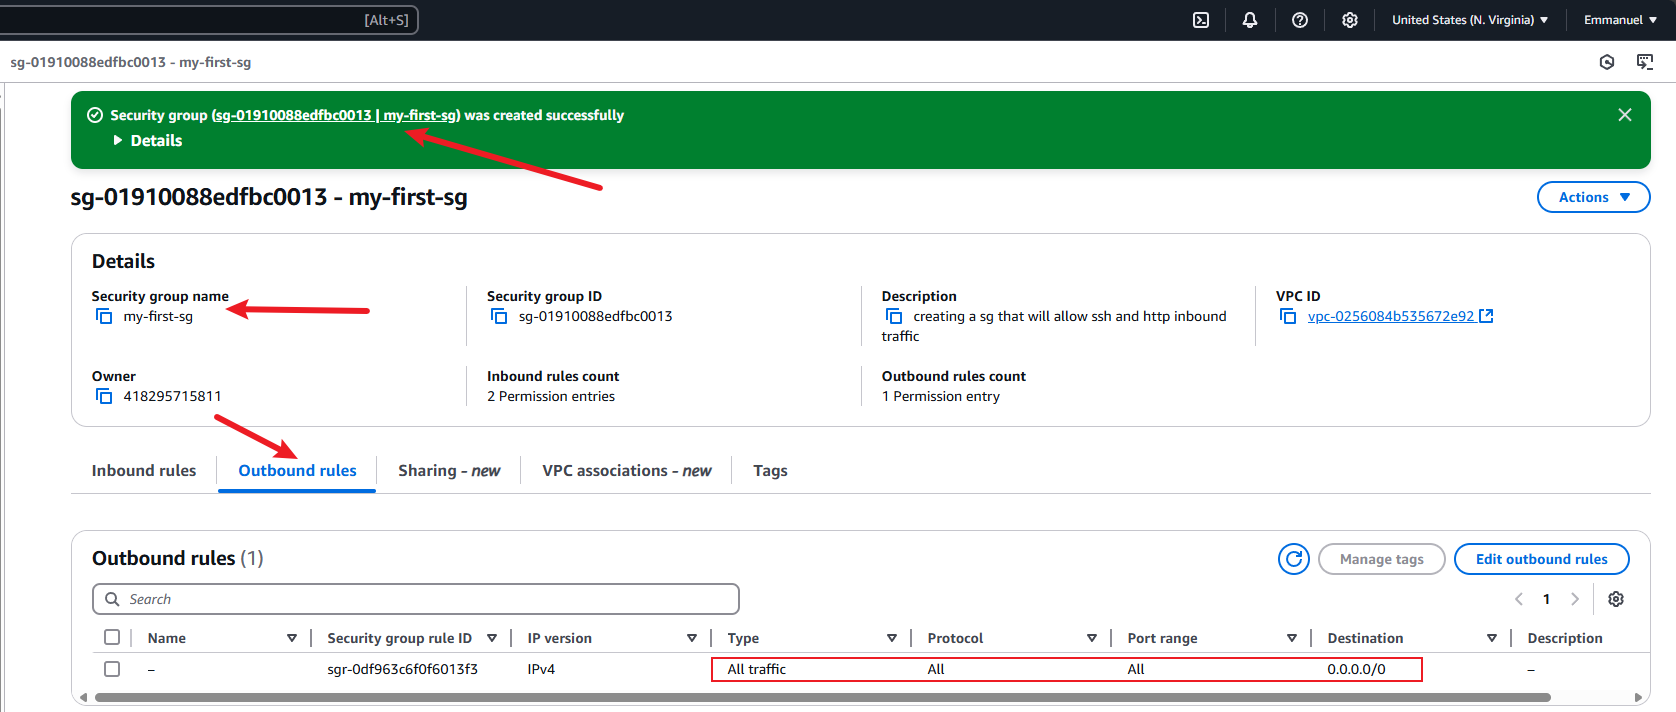 [Alt+S]
United States (N. Virginia)
Emmanuel
sg-01910088edfbc0013 - my-first-sg
Security group (sg-01910088edfbc0013 | my-first-sg) was created successfully
Details
sg-01910088edfbc0013 - my-first-sg
Actions
Details
Security group name
my-first-sg
Security group ID
sg-01910088edfbc0013
Description
creating a sg that will allow ssh and http inbound
traffic
VPC ID
vpc-0256084b535672e92
Owner
418295715811
Inbound rules count
2 Permission entries
Outbound rules count
1 Permission entry
Inbound rules
Outbound rules
Sharing - new
VPC associations - new
Tags
Outbound rules (1)
Manage tags
Edit outbound rules
Search
1
Name
Security group rule ID
IP version
Type
Protocol
Port range
Destination
Description
–
sgr-0df963c6f0f6013f3
IPv4
All traffic
All
All
0.0.0.0/0
–